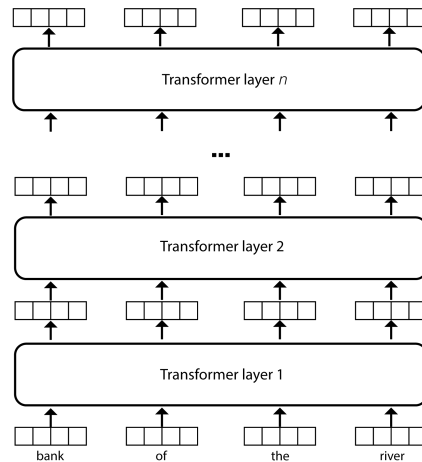 Transformer layer n
...
Transformer layer 2
Transformer layer 1
bank of the river